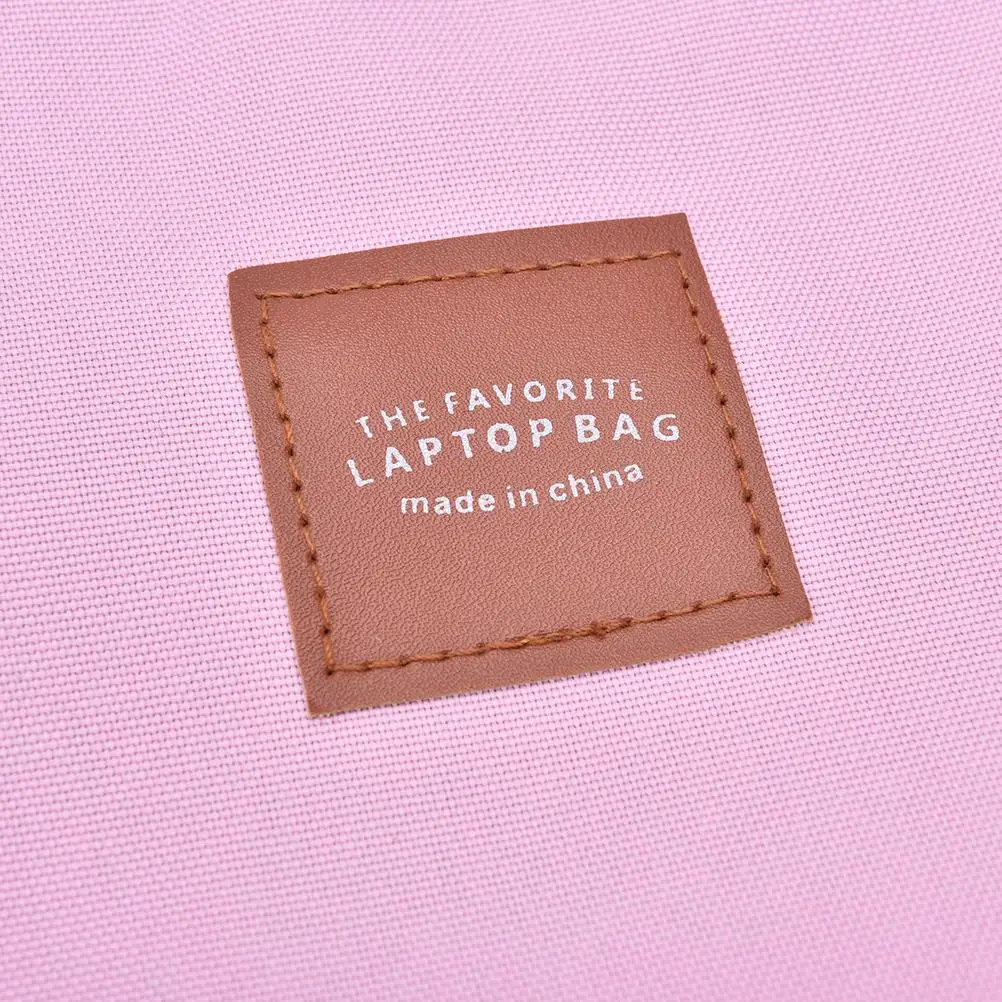 THE FAVORITE
LAPTOP BAG
made in china